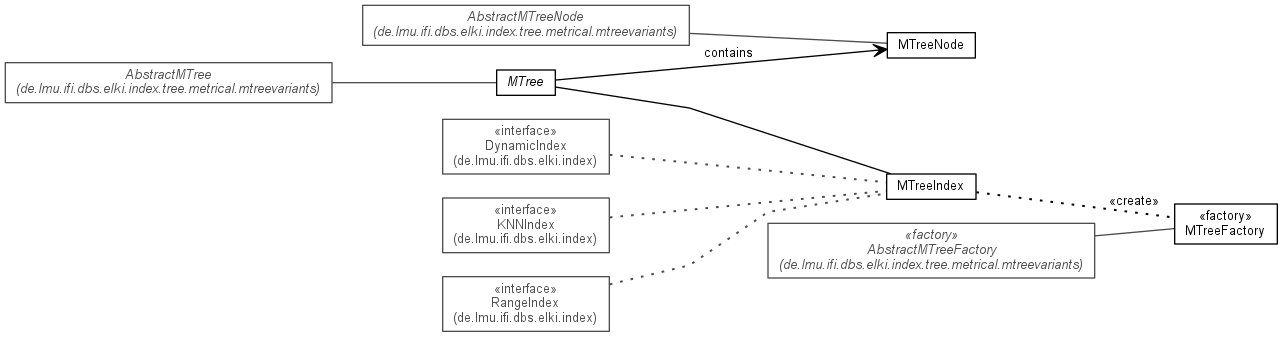 AbstractMTreeNode
(de.lmu.ifi.dbs.elki.index.tree.metrical.mtreevariants)
MTreeNode
contains
AbstractMTree
(de.lmu.ifi.dbs.elki.index.tree.metrical.mtreevariants)
MTree
«interface»
DynamicIndex
(de.lmu.ifi.dbs.elki.index)
MTreeIndex
«create»
«interface»
KNNIndex
(de.lmu.ifi.dbs.elki.index)
«factory»
MTreeFactory
«factory»
AbstractMTreeFactory
(de.lmu.ifi.dbs.elki.index.tree.metrical.mtreevariants)
«interface»
RangeIndex
(de.lmu.ifi.dbs.elki.index)